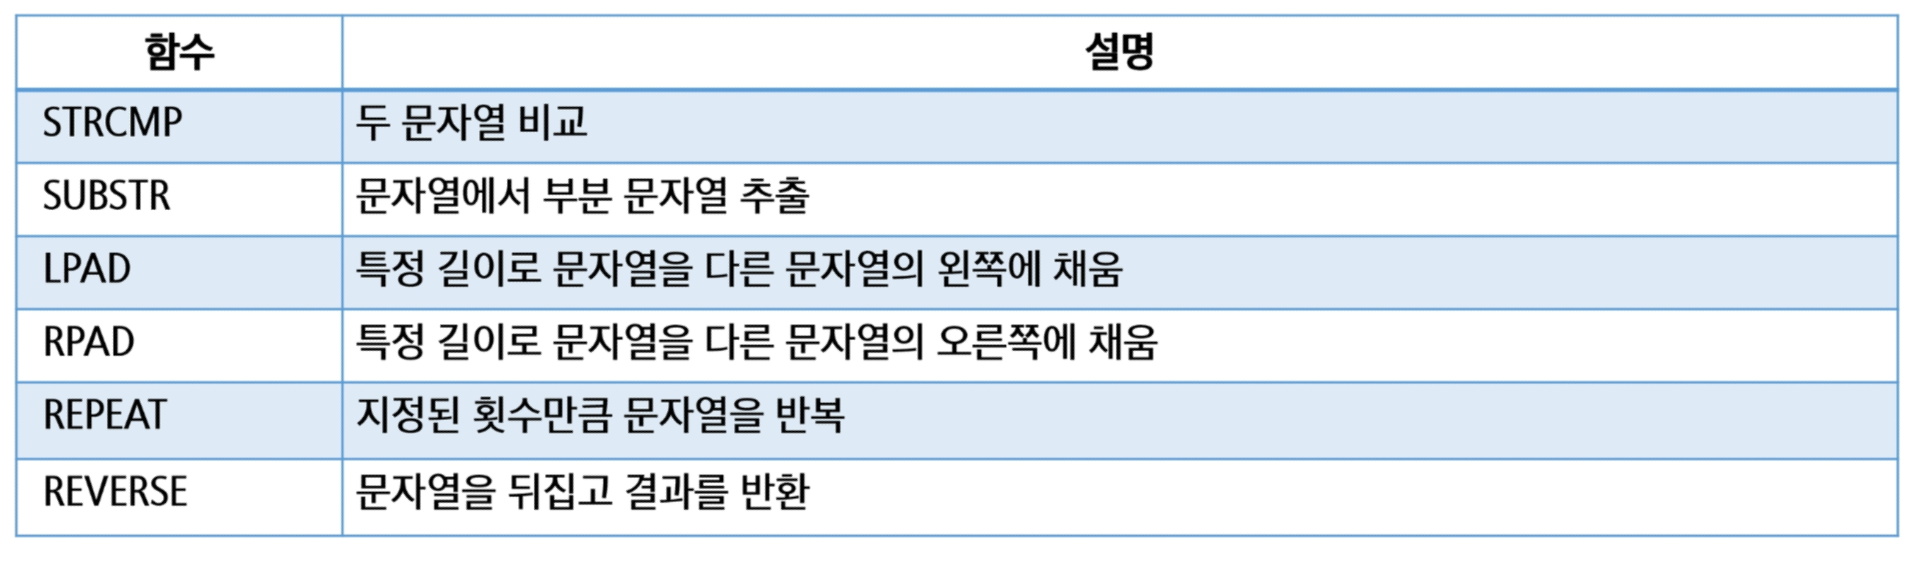 함수 설명
STRCMP 두 문자열 비교
SUBSTR 문자열에서 부분 문자열 추출
LPAD 특정 길이로 문자열을 다른 문자열의 왼쪽에 채움
RPAD 특정 길이로 문자열을 다른 문자열의 오른쪽에 채움
REPEAT 지정된 횟수만큼 문자열을 반복
REVERSE 문자열을 뒤집고 결과를 반환